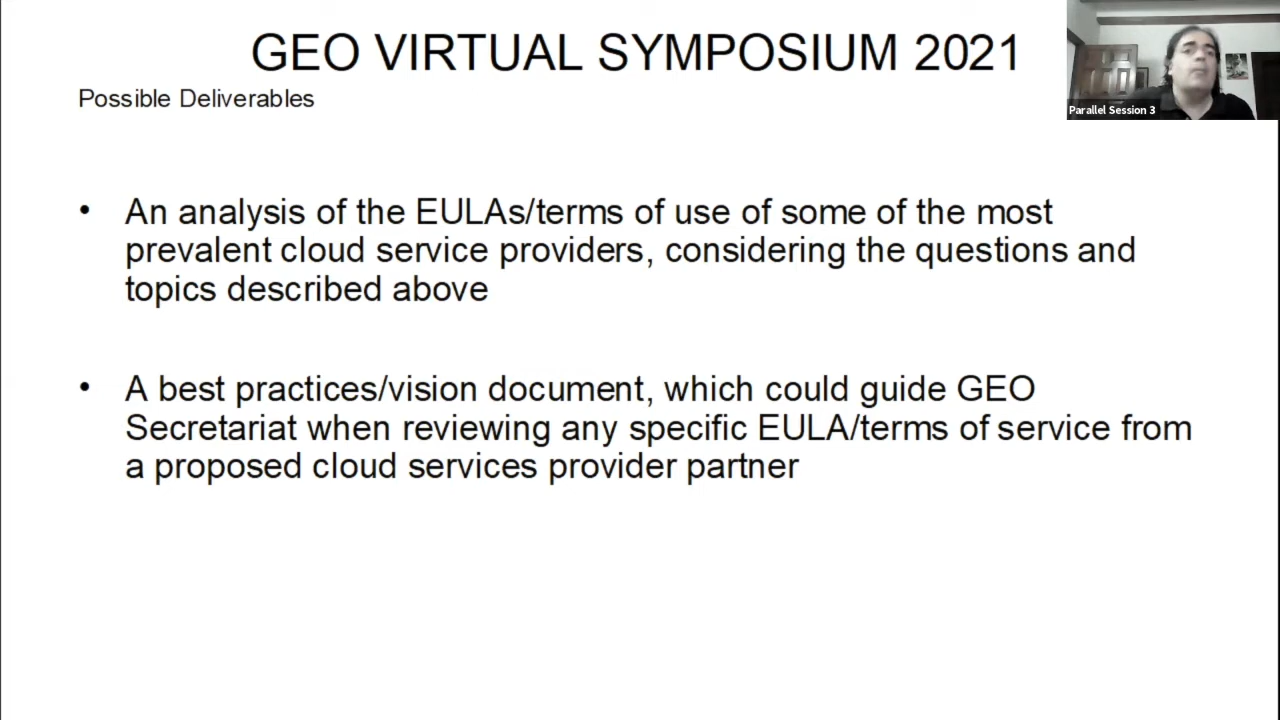 GEO VIRTUAL SYMPOSIUM 2021
Possible Deliverables
Parallel Session 3
• An analysis of the EULAs/terms of use of some of the most
prevalent cloud service providers, considering the questions and
topics described above
• A best practices/vision document, which could guide GEO
Secretariat when reviewing any specific EULA/terms of service from
a proposed cloud services provider partner